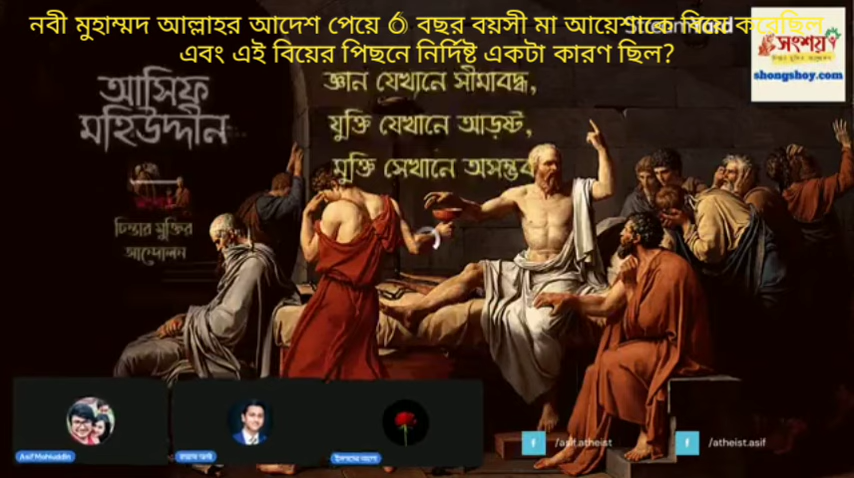 নবী মুহাম্মদ আল্লাহর আদেশ পেয়ে 6 বছর বয়সী মা আয়েশাকে বিয়ে করেছিল
এবং এই বিয়ের পিছনে নির্দিষ্ট একটা কারণ ছিল?
সংশয়
shongshoy.com
আসিফ
মহিউদ্দীন
চিন্তার মুক্তির
আন্দোলন
জ্ঞান যেখানে সীমাবদ্ধ,
যুক্তি যেখানে আড়ষ্ট,
মুক্তি সেখানে অসম্ভব
Asif Mohiuddin
/asif.atheist
/atheist.asif